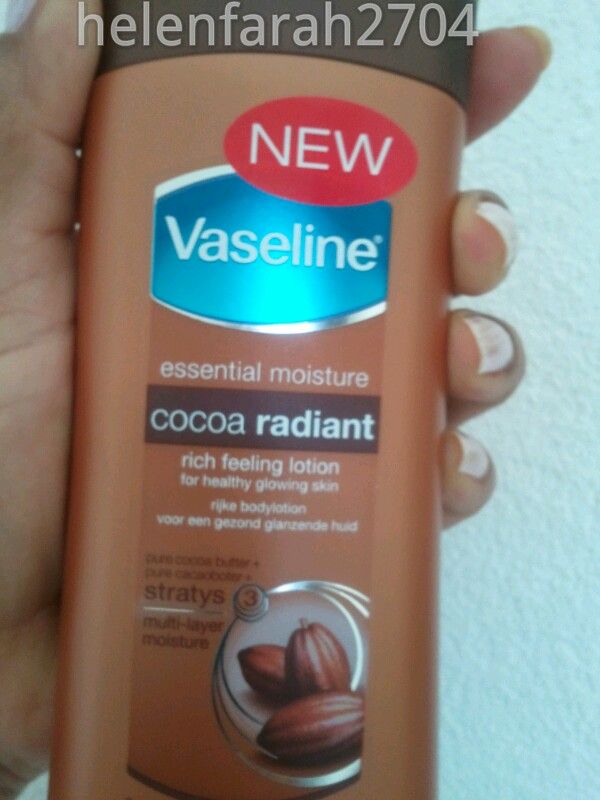 helenfarah2704
NEW
Vaseline®
essential moisture
cocoa radiant
rich feeling lotion
for healthy glowing skin
rijke bodylotion
voor een gezond glanzende huid
pure cocoa butter +
pure cacaoboter +
stratys 3
multi-layer
moisture